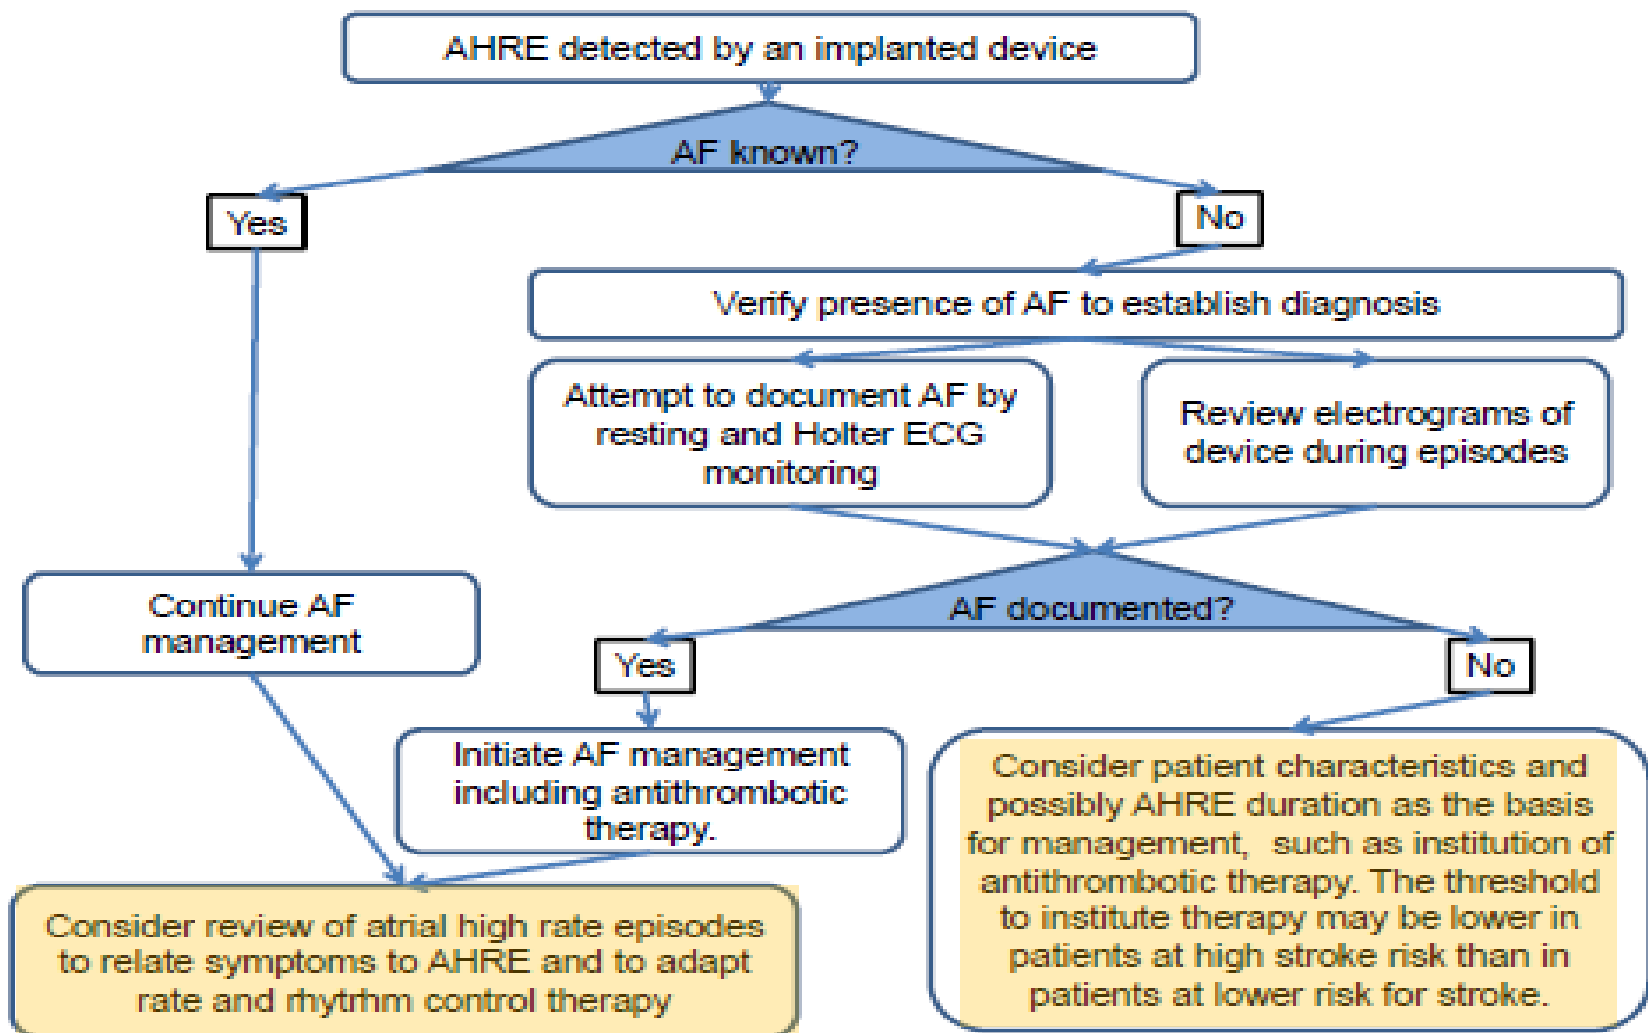 AHRE detected by an implanted device
AF known?
Yes
No
Verify presence of AF to establish diagnosis
Attempt to document AF by
resting and Holter ECG
monitoring
Review electrograms of
device during episodes
Continue AF
management
AF documented?
Yes
No
Initiate AF management
including antithrombotic
therapy.
Consider patient characteristics and
possibly AHRE duration as the basis
for management, such as institution of
antithrombotic therapy. The threshold
to institute therapy may be lower in
patients at high stroke risk than in
patients at lower risk for stroke.
Consider review of atrial high rate episodes
to relate symptoms to AHRE and to adapt
rate and rhytrhm control therapy